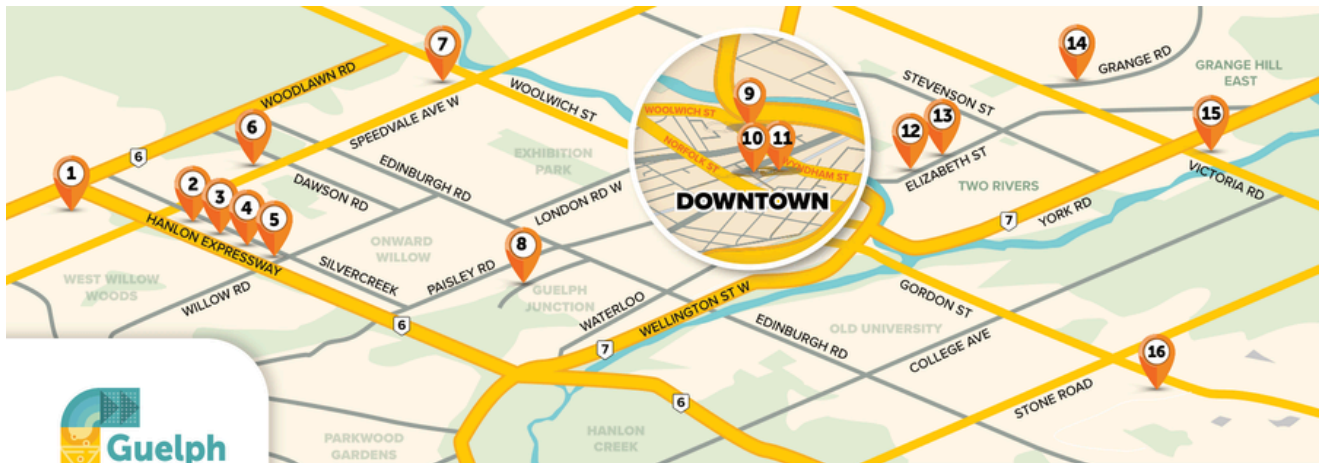 7
WOODLAWN RD
6
SPEEDVALE AVE W
WOOLWICH ST
6
1
2
3
4
5
DAWSON RD
EDINBURGH RD
EXHIBITION
PARK
LONDON RD W
HANLON EXPRESSWAY
WEST WILLOW
WOODS
WILLOW RD
SILVERCREEK
ONWARD
WILLOW
PAISLEY RD
8
GUELPH
JUNCTION
6
WATERLOO
WELLINGTON ST W
7
9
WOOLWICH ST
10
11
NORFOLK ST
WYNDHAM ST
DOWNTOWN
14
GRANGE RD
GRANGE HILL
EAST
STEVENSON ST
12
13
ELIZABETH ST
15
TWO RIVERS
VICTORIA RD
7
YORK RD
GORDON ST
EDINBURGH RD
OLD UNIVERSITY
COLLEGE AVE
16
STONE ROAD
6
PARKWOOD
GARDENS
HANLON
CREEK
Guelph